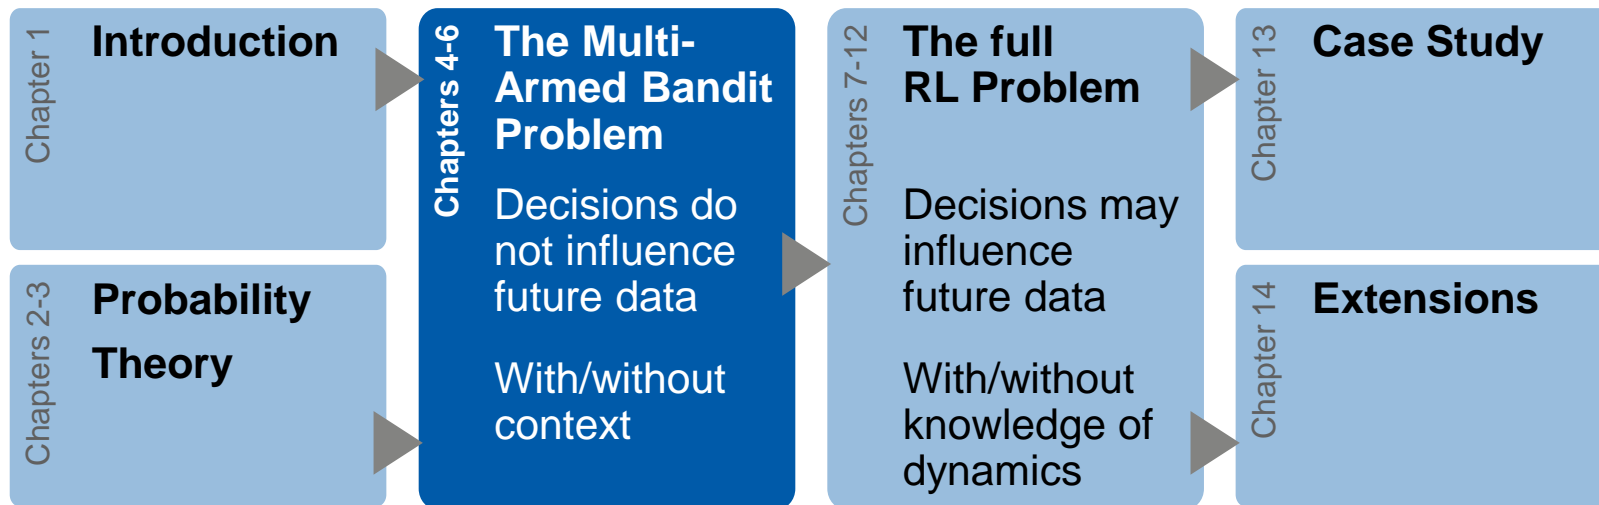 Chapter 1
Introduction
Chapters 2-3
Probability
Theory
Chapters 4-6
The Multi-
Armed Bandit
Problem
Decisions do
not influence
future data
With/without
context
Chapters 7-12
The full
RL Problem
Decisions may
influence
future data
With/without
knowledge of
dynamics
Chapter 13
Case Study
Chapter 14
Extensions